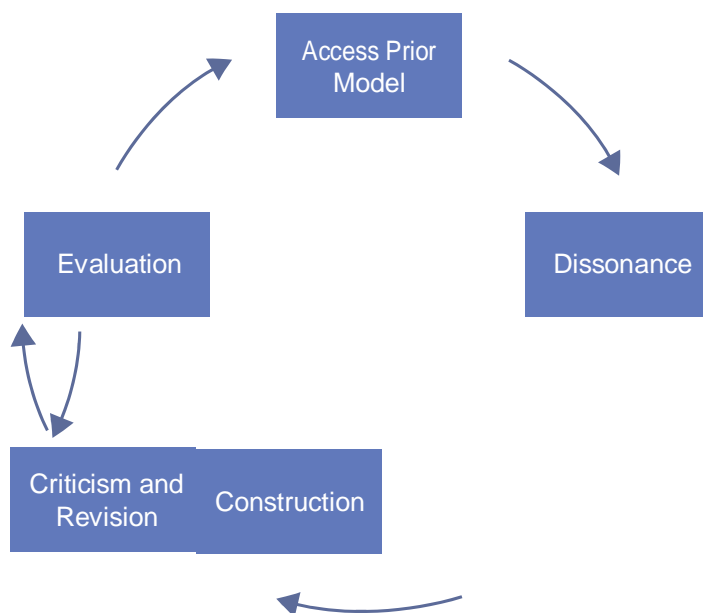 Access Prior
Model
Evaluation
Dissonance
Criticism and
Revision
Construction